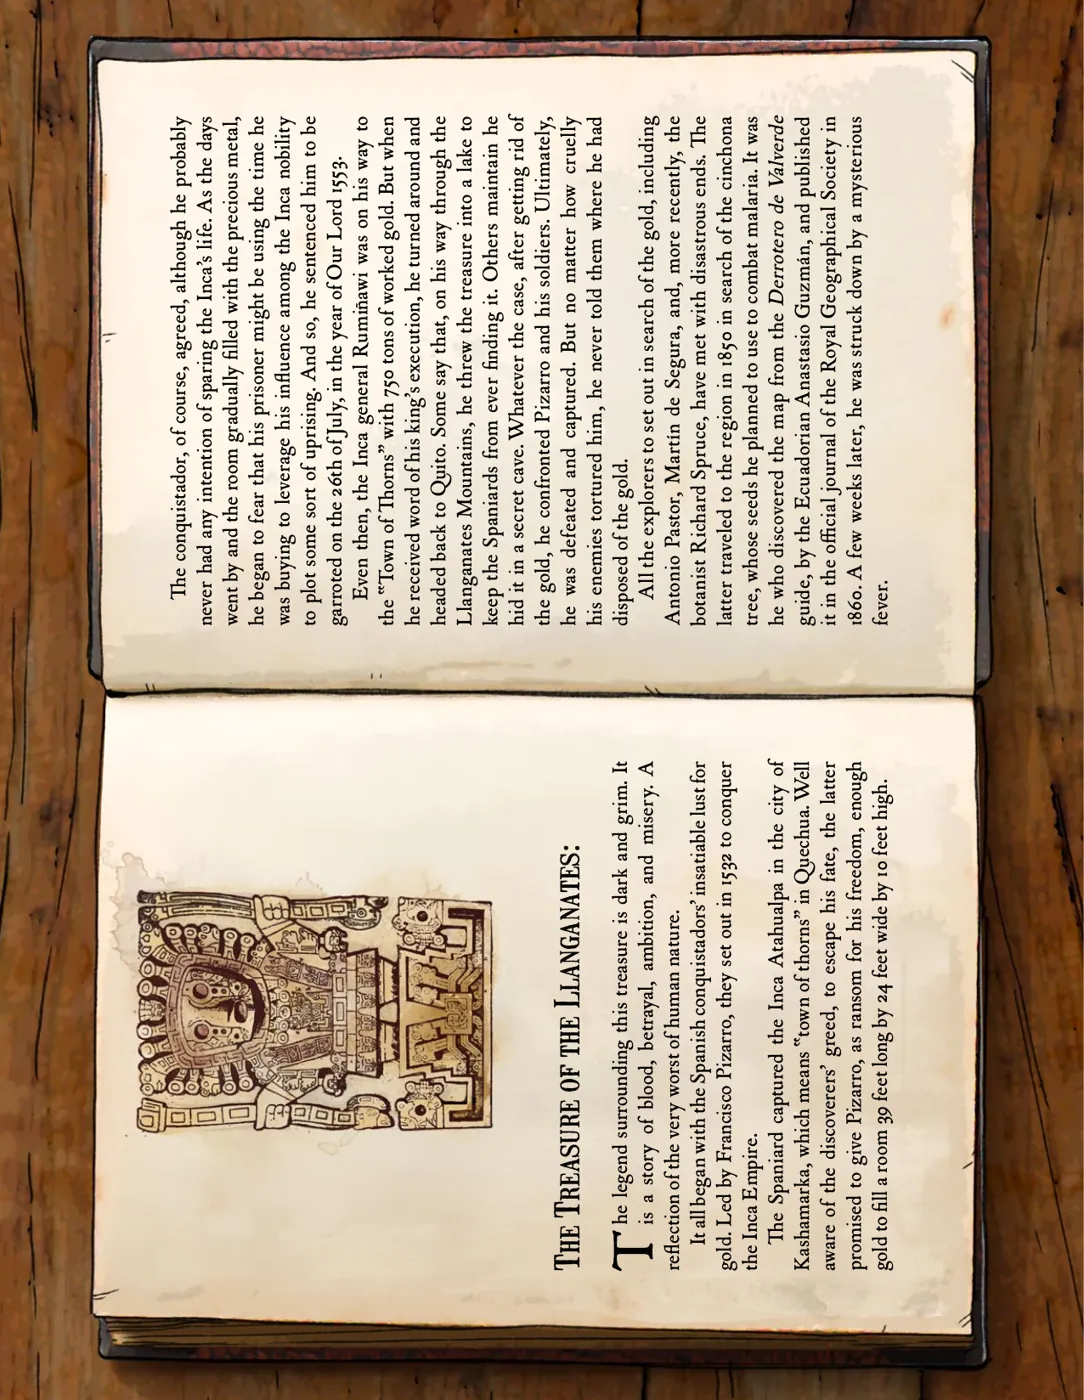 THE TREASURE OF THE LLANGANATES:
The legend surrounding this treasure is dark and grim. It
is a story of blood, betrayal, ambition, and misery. A
reflection of the very worst of human nature.
It all began with the Spanish conquistadors' insatiable lust for
gold. Led by Francisco Pizarro, they set out in 1532 to conquer
the Inca Empire.
The Spaniard captured the Inca Atahualpa in the city of
Kashamarka, which means "town of thorns" in Quechua. Well
aware of the discoverers' greed, to escape his fate, the latter
promised to give Pizarro, as ransom for his freedom, enough
gold to fill a room 39 feet long by 24 feet wide by 10 feet high.
The conquistador, of course, agreed, although he probably
never had any intention of sparing the Inca's life. As the days
went by and the room gradually filled with the precious metal,
he began to fear that his prisoner might be using the time he
was buying to leverage his influence among the Inca nobility
to plot some sort of uprising. And so, he sentenced him to be
garroted on the 26th of July, in the year of Our Lord 1553.
Even then, the Inca general Rumiñawi was on his way to
the "Town of Thorns" with 750 tons of worked gold. But when
he received word of his king's execution, he turned around and
headed back to Quito. Some say that, on his way through the
Llanganates Mountains, he threw the treasure into a lake to
keep the Spaniards from ever finding it. Others maintain he
hid it in a secret cave. Whatever the case, after getting rid of
the gold, he confronted Pizarro and his soldiers. Ultimately,
he was defeated and captured. But no matter how cruelly
his enemies tortured him, he never told them where he had
disposed of the gold.
All the explorers to set out in search of the gold, including
Antonio Pastor, Martín de Segura, and, more recently, the
botanist Richard Spruce, have met with disastrous ends. The
latter traveled to the region in 1850 in search of the cinchona
tree, whose seeds he planned to use to combat malaria. It was
he who discovered the map from the Derrotero de Valverde
guide, by the Ecuadorian Anastasio Guzmán, and published
it in the official journal of the Royal Geographical Society in
1860. A few weeks later, he was struck down by a mysterious
fever.